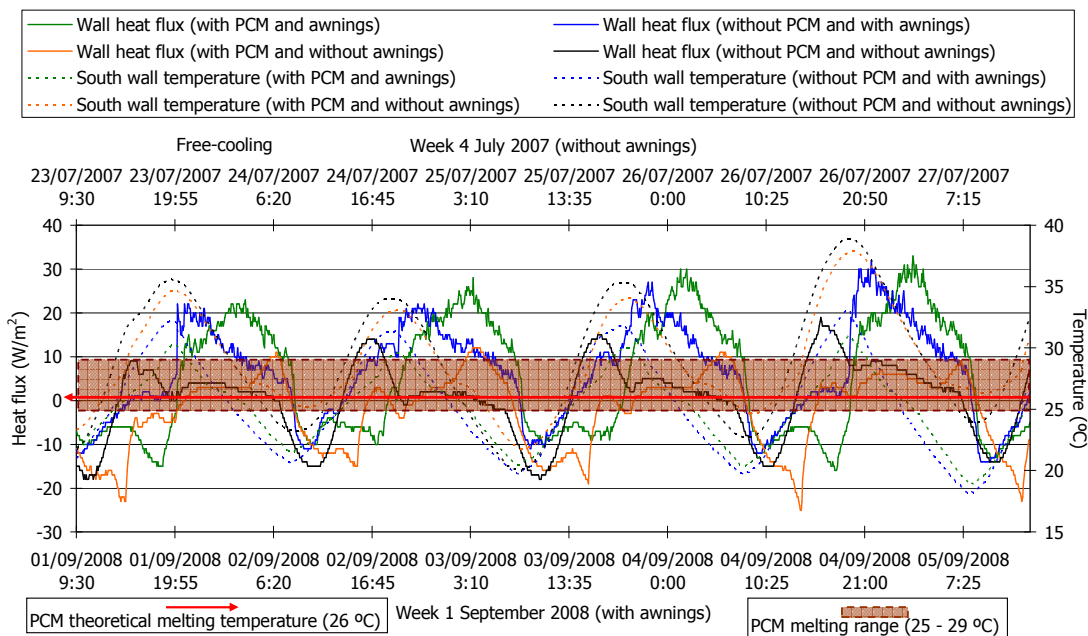 Wall heat flux (with PCM and awnings)
Wall heat flux (without PCM and with awnings)
Wall heat flux (with PCM and without awnings)
Wall heat flux (without PCM and without awnings)
South wall temperature (with PCM and awnings)
South wall temperature (without PCM and with awnings)
South wall temperature (with PCM and without awnings)
South wall temperature (without PCM and without awnings)
Free-cooling
Week 4 July 2007 (without awnings)
23/07/2007 23/07/2007 24/07/2007 24/07/2007 25/07/2007 25/07/2007 26/07/2007 26/07/2007 26/07/2007 27/07/2007
9:30 19:55 6:20 16:45 3:10 13:35 0:00 10:25 20:50 7:15
Heat flux (W/m²)
40
30
20
10
0
-10
-20
-30
40
35
30
25
20
15
Temperature (ºC)
01/09/2008 01/09/2008 02/09/2008 02/09/2008 03/09/2008 03/09/2008 04/09/2008 04/09/2008 04/09/2008 05/09/2008
9:30 19:55 6:20 16:45 3:10 13:35 0:00 10:25 21:00 7:25
PCM theoretical melting temperature (26 ºC)
Week 1 September 2008 (with awnings)
PCM melting range (25 - 29 ºC)